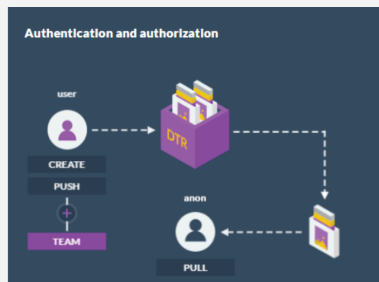 Authentication and authorization
user
DTR
CREATE
PUSH
anon
TEAM
PULL